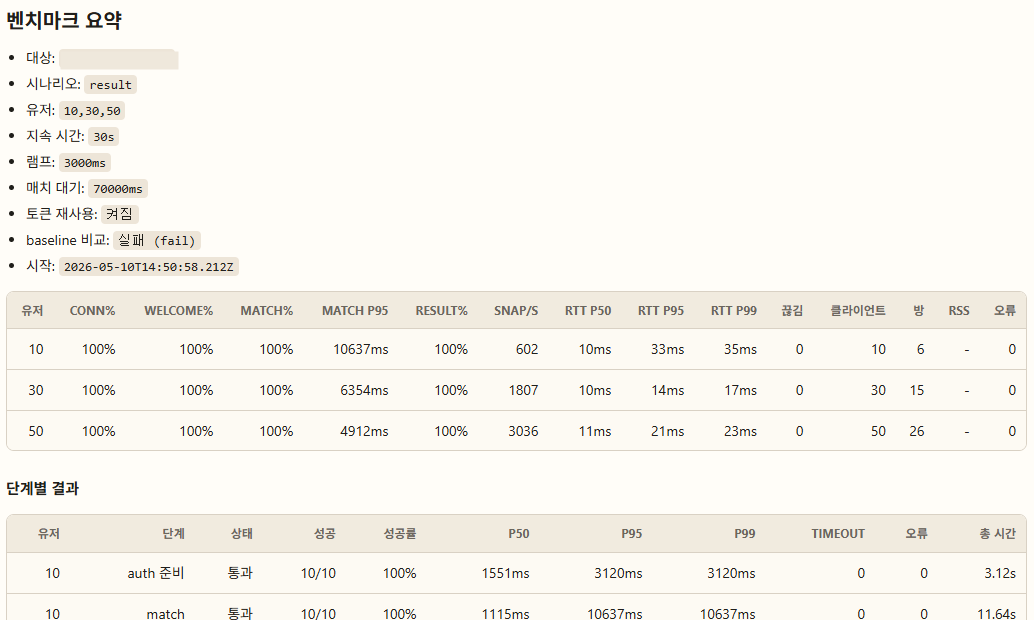 벤치마크 요약
대상:
시나리오: result
유저: 10,30,50
지속 시간: 30s
램프: 3000ms
매치 대기: 70000ms
토큰 재사용: 켜짐
baseline 비교: 실패 (fail)
시작: 2026-05-10T14:50:58.212Z
유저 CONN% WELCOME% MATCH% MATCH P95 RESULT% SNAP/S RTT P50 RTT P95 RTT P99 끊김 클라이언트 방 RSS 오류
10 100% 100% 100% 10637ms 100% 602 10ms 33ms 35ms 0 10 6 - 0
30 100% 100% 100% 6354ms 100% 1807 10ms 14ms 17ms 0 30 15 - 0
50 100% 100% 100% 4912ms 100% 3036 11ms 21ms 23ms 0 50 26 - 0
단계별 결과
유저 단계 상태 성공 성공률 P50 P95 P99 TIMEOUT 오류 총 시간
10 auth 준비 통과 10/10 100% 1551ms 3120ms 3120ms 0 0 3.12s
10 match 통과 10/10 100% 1115ms 10637ms 10637ms 0 0 11.64s